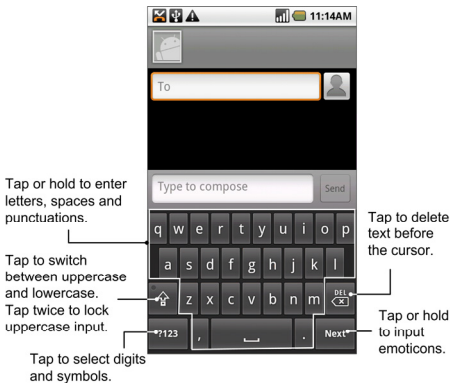 11:14AM
To
Type to compose
Send
Tap or hold to enter
letters, spaces and
punctuations.
q w e r t y u i o p
Tap to delete
text before
the cursor.
a s d f g h j k l
Tap to switch
between uppercase
and lowercase.
Tap twice to lock
uppercase input.
z x c v b n m DEL
Tap or hold
to input
emoticons.
?123 , . Next
Tap to select digits
and symbols.